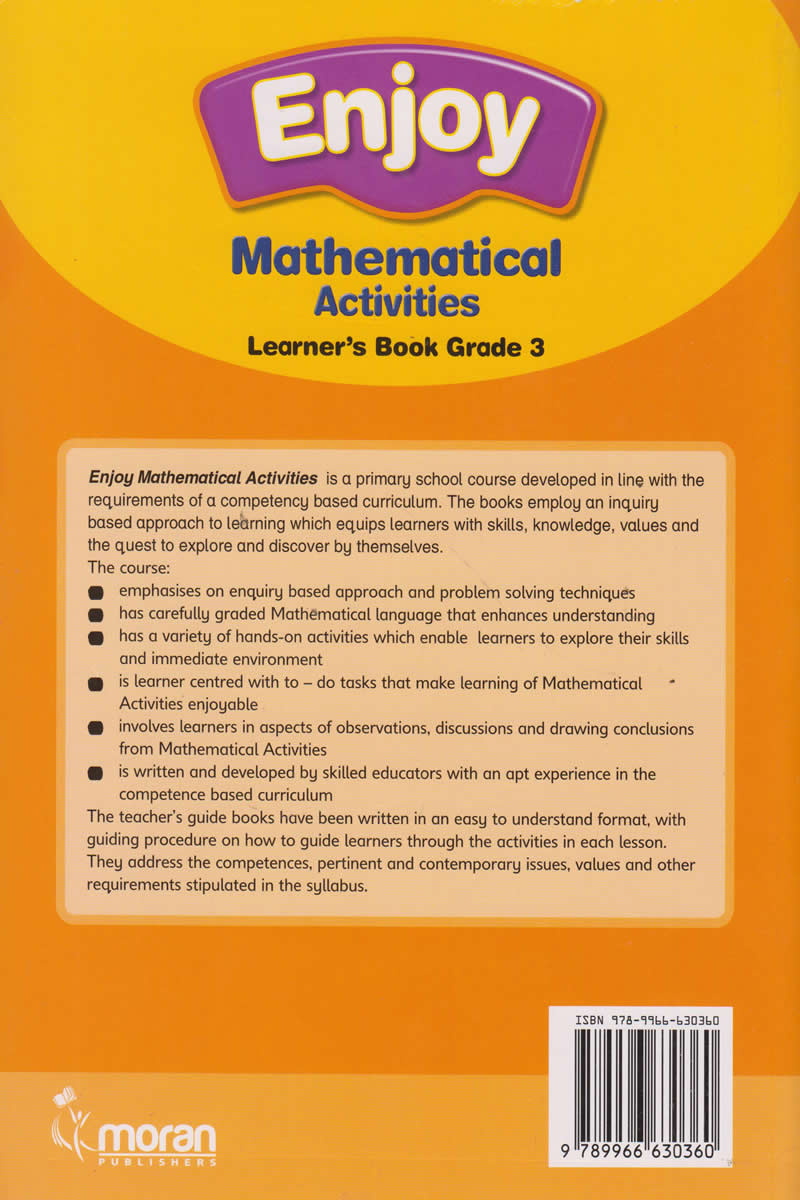 Enjoy
Mathematical
Activities
Learner's Book Grade 3
Enjoy Mathematical Activities is a primary school course developed in line with the
requirements of a competency based curriculum. The books employ an inquiry
based approach to learning which equips learners with skills, knowledge, values and
the quest to explore and discover by themselves.
The course:
emphasises on enquiry based approach and problem solving techniques
has carefully graded Mathematical language that enhances understanding
has a variety of hands-on activities which enable learners to explore their skills
and immediate environment
is learner centred with to – do tasks that make learning of Mathematical
Activities enjoyable
involves learners in aspects of observations, discussions and drawing conclusions
from Mathematical Activities
is written and developed by skilled educators with an apt experience in the
competence based curriculum
The teacher's guide books have been written in an easy to understand format, with
guiding procedure on how to guide learners through the activities in each lesson.
They address the competences, pertinent and contemporary issues, values and other
requirements stipulated in the syllabus.
ISBN 978-9966-630360
9 789966 630360
moran
PUBLISHERS